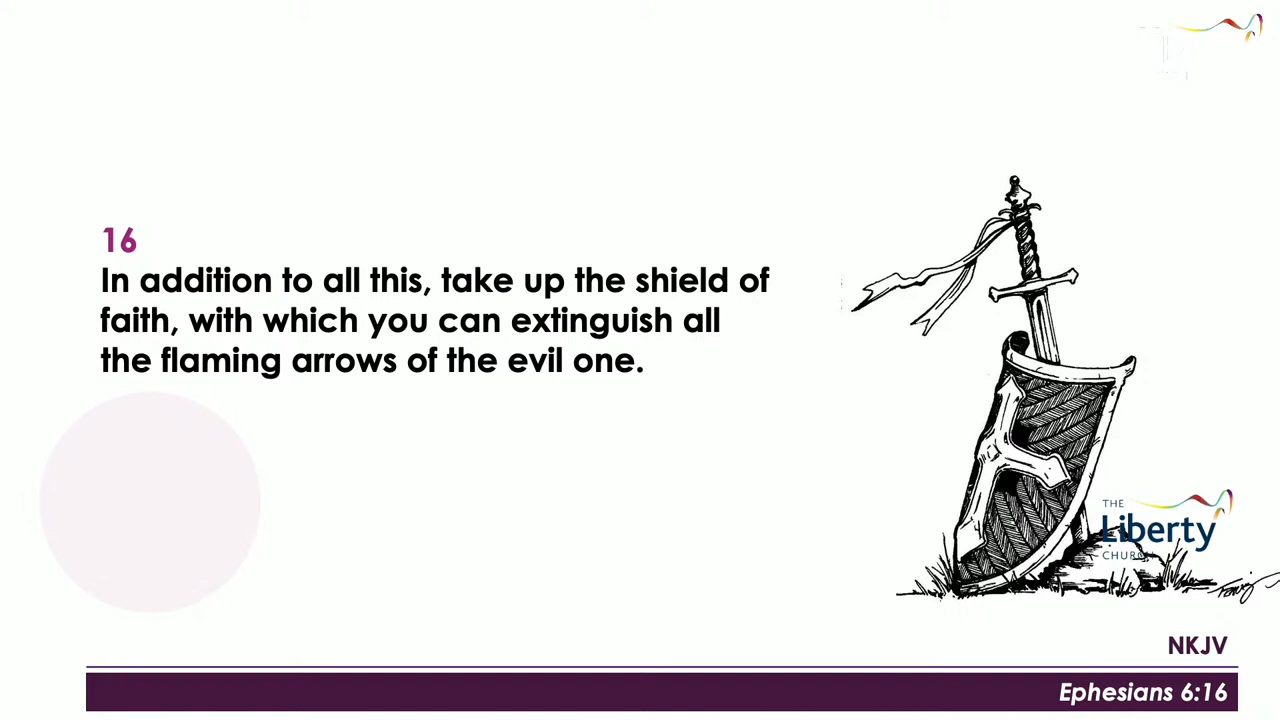 16
In addition to all this, take up the shield of
faith, with which you can extinguish all
the flaming arrows of the evil one.
THE
Liberty
CHURCH
NKJV
Ephesians 6:16